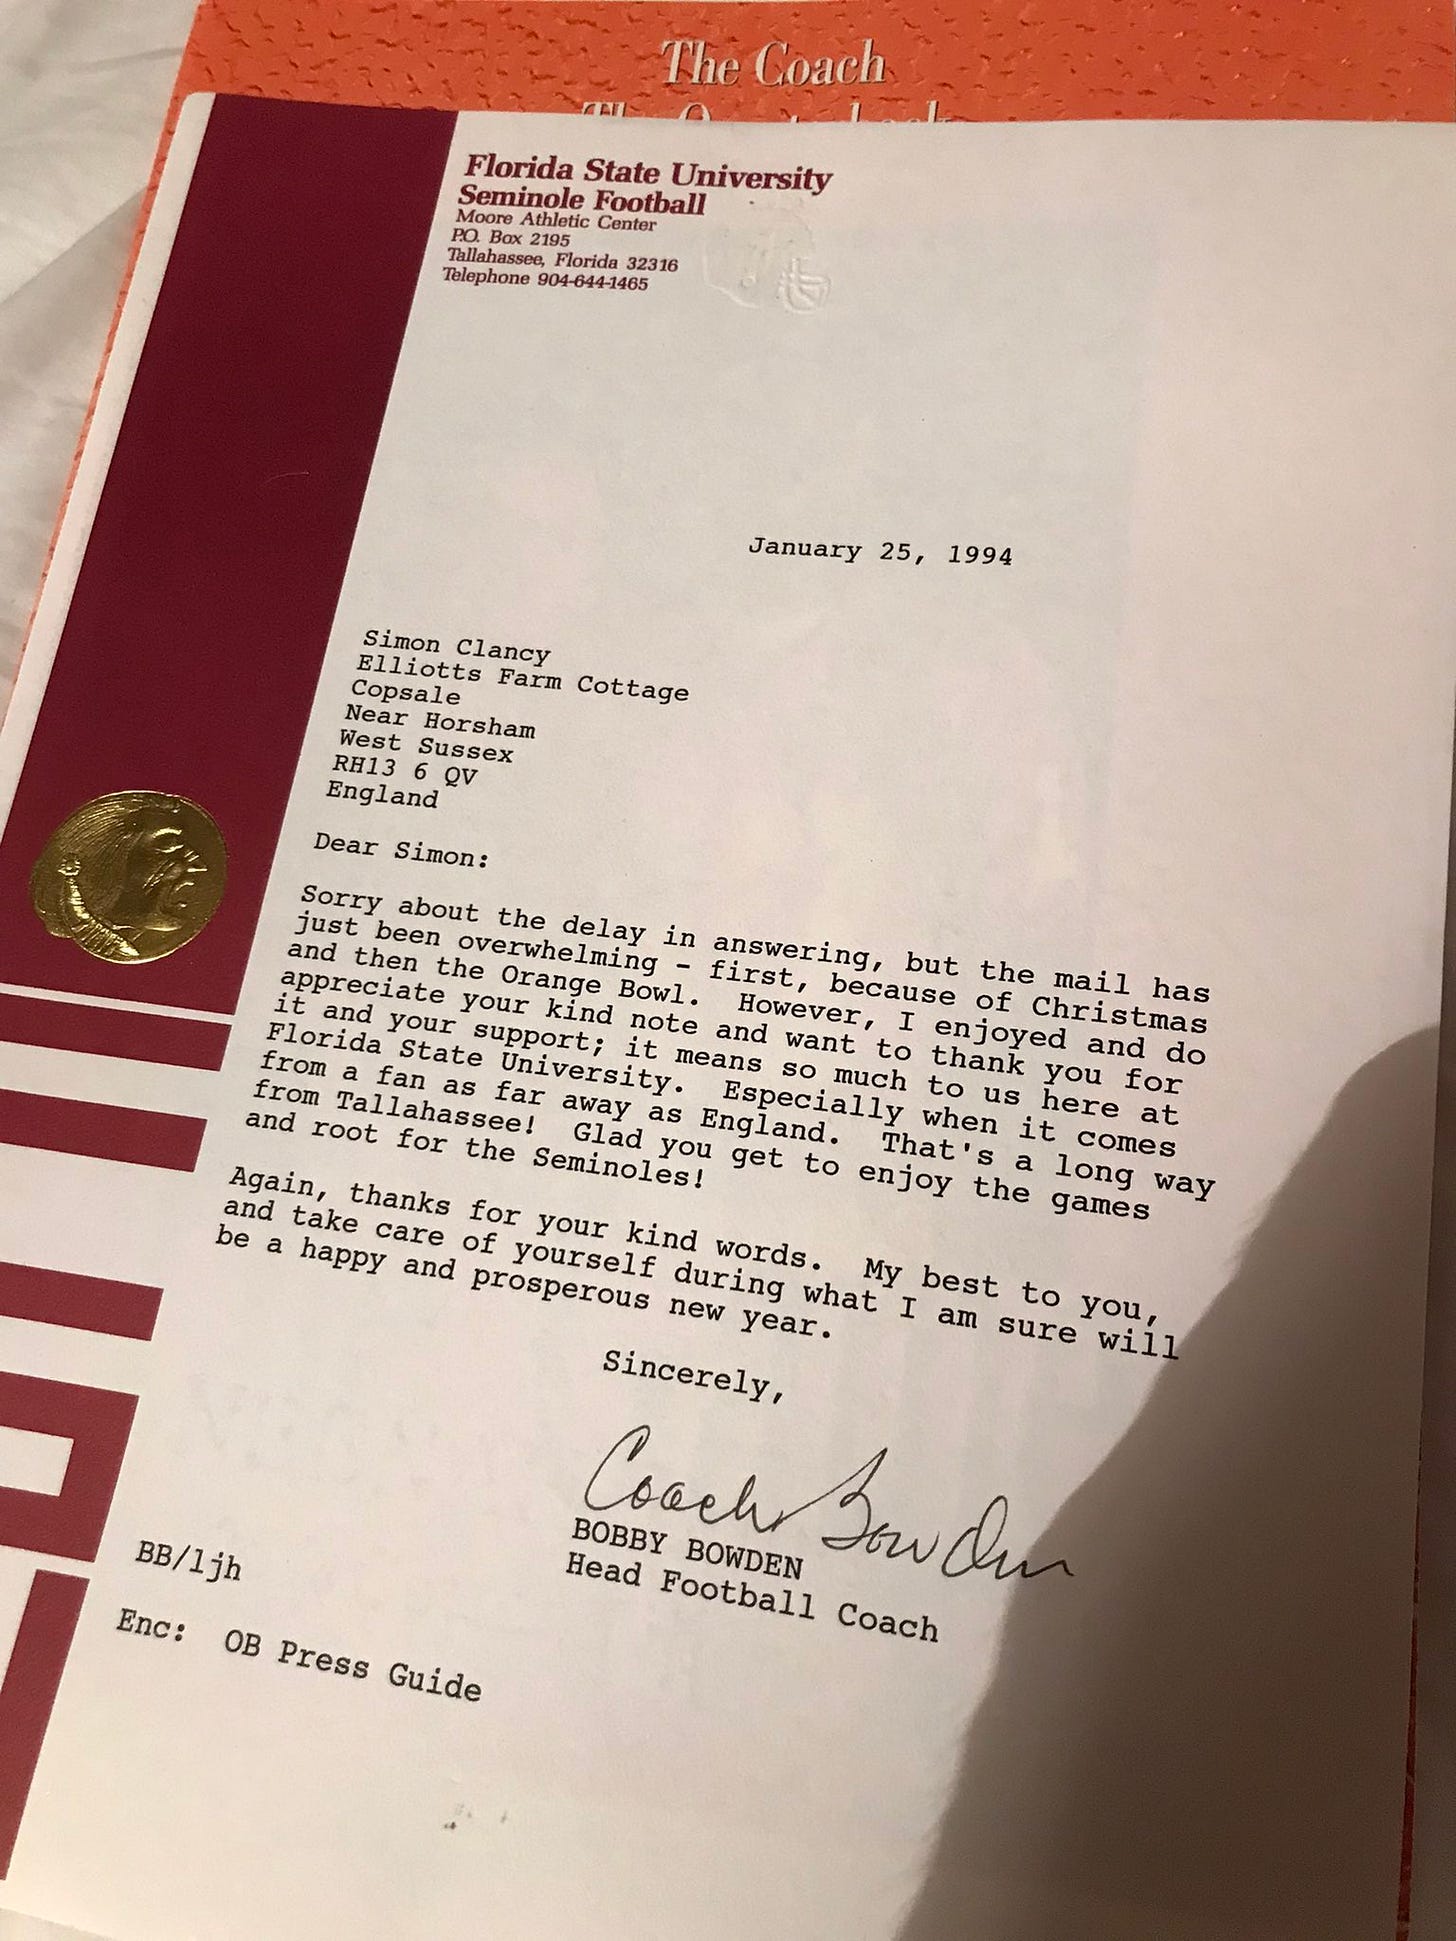 The Coach
Florida State University
Seminole Football
Moore Athletic Center
P.O. Box 2195
Tallahassee, Florida 32316
Telephone 904-644-1465
January 25, 1994
Simon Clancy
Elliotts Farm Cottage
Copsale
Near Horsham
West Sussex
RH13 6 QV
England
Dear Simon:
Sorry about the delay in answering, but the mail has
just been overwhelming - first, because of Christmas
and then the Orange Bowl. However, I enjoyed and do
appreciate your kind note and want to thank you for
it and your support; it means so much to us here at
Florida State University. Especially when it comes
from a fan as far away as England. That's a long way
from Tallahassee! Glad you get to enjoy the games
and root for the Seminoles!
Again, thanks for your kind words. My best to you,
and take care of yourself during what I am sure will
be a happy and prosperous new year.
Sincerely,
Coach Bowden
BOBBY BOWDEN
Head Football Coach
BB/ljh
Enc: OB Press Guide